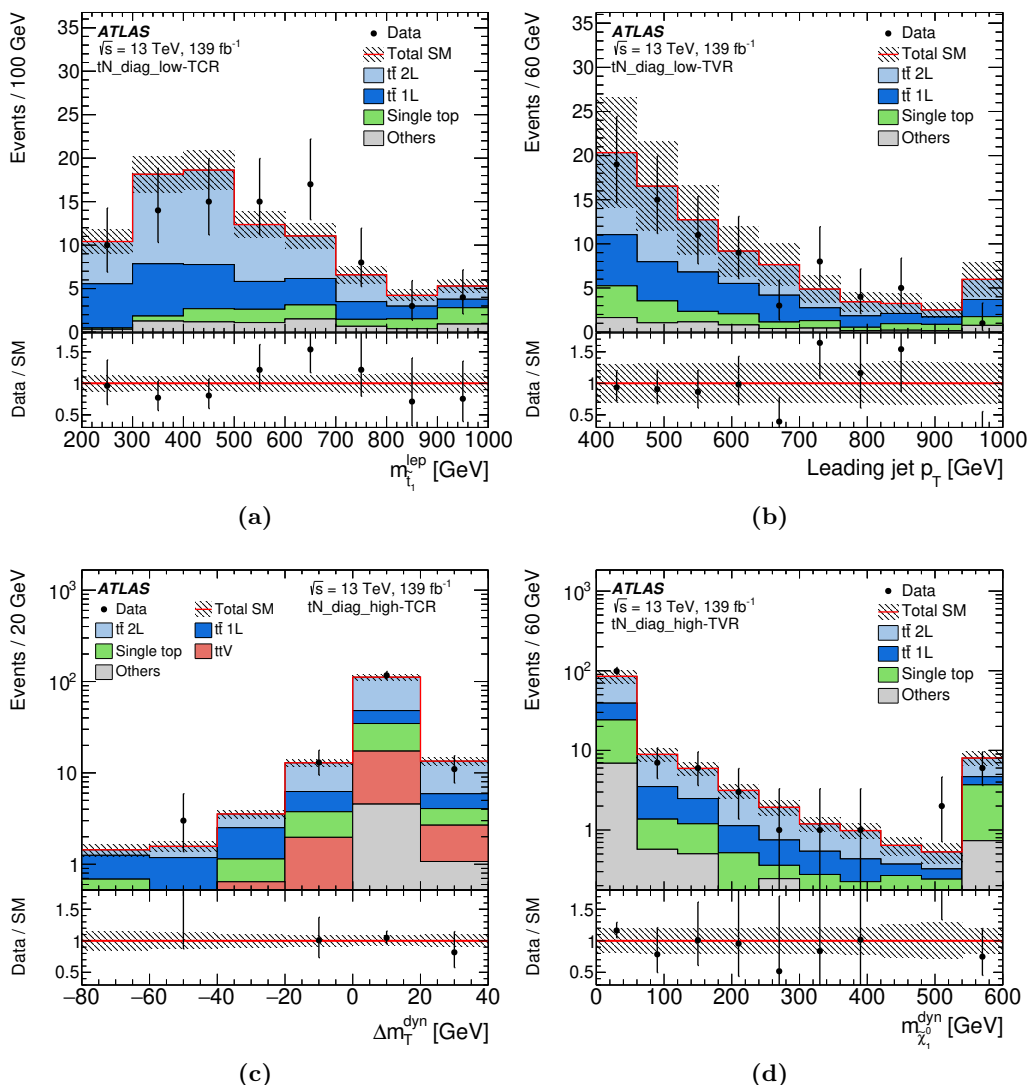 ATLAS
√s = 13 TeV, 139 fb⁻¹
tN_diag_low-TCR
Data
Total SM
tt̄ 2L
tt̄ 1L
Single top
Others
Events / 100 GeV
35
30
25
20
15
10
5
0
Data / SM
1.5
1
0.5
200 300 400 500 600 700 800 900 1000
m^lep_t̃₁ [GeV]
(a)
ATLAS
√s = 13 TeV, 139 fb⁻¹
tN_diag_low-TVR
Data
Total SM
tt̄ 2L
tt̄ 1L
Single top
Others
Events / 60 GeV
35
30
25
20
15
10
5
0
Data / SM
1.5
1
0.5
400 500 600 700 800 900 1000
Leading jet p_T [GeV]
(b)
ATLAS
√s = 13 TeV, 139 fb⁻¹
tN_diag_high-TCR
Data Total SM
tt̄ 2L tt̄ 1L
Single top ttV
Others
Events / 20 GeV
10³
10²
10
1
Data / SM
1.5
1
0.5
−80 −60 −40 −20 0 20 40
Δm_T^dyn [GeV]
(c)
ATLAS
√s = 13 TeV, 139 fb⁻¹
tN_diag_high-TVR
Data
Total SM
tt̄ 2L
tt̄ 1L
Single top
Others
Events / 60 GeV
10³
10²
10
1
Data / SM
1.5
1
0.5
0 100 200 300 400 500 600
m^dyn_χ̃₁⁰ [GeV]
(d)